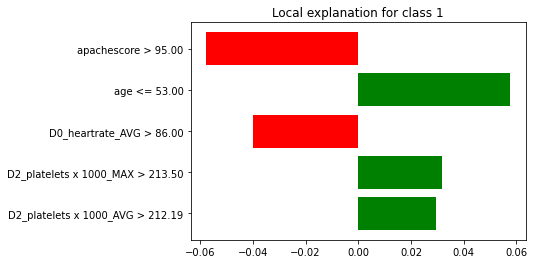 Local explanation for class 1
apachescore > 95.00
age <= 53.00
D0_heartrate_AVG > 86.00
D2_platelets x 1000_MAX > 213.50
D2_platelets x 1000_AVG > 212.19
−0.06 −0.04 −0.02 0.00 0.02 0.04 0.06